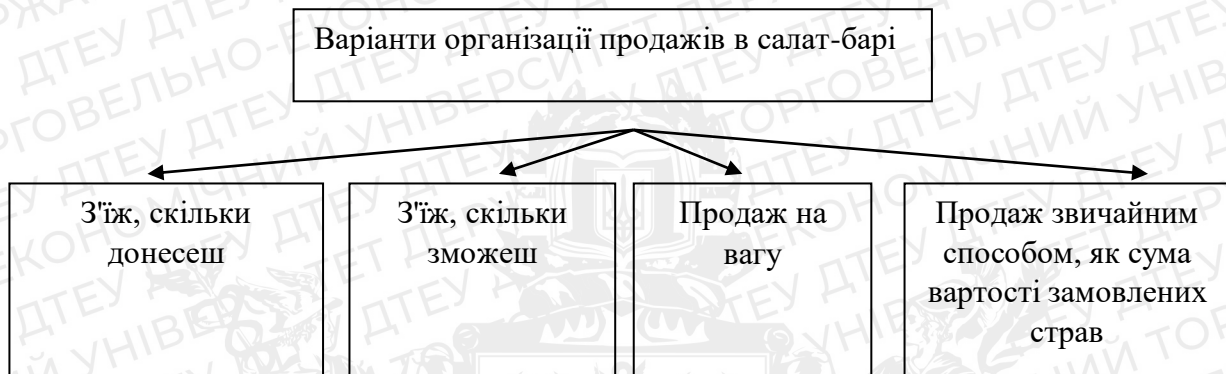 Варіанти організації продажів в салат-барі
З'їж, скільки
донесеш
З'їж, скільки
зможеш
Продаж на
вагу
Продаж звичайним
способом, як сума
вартості замовлених
страв